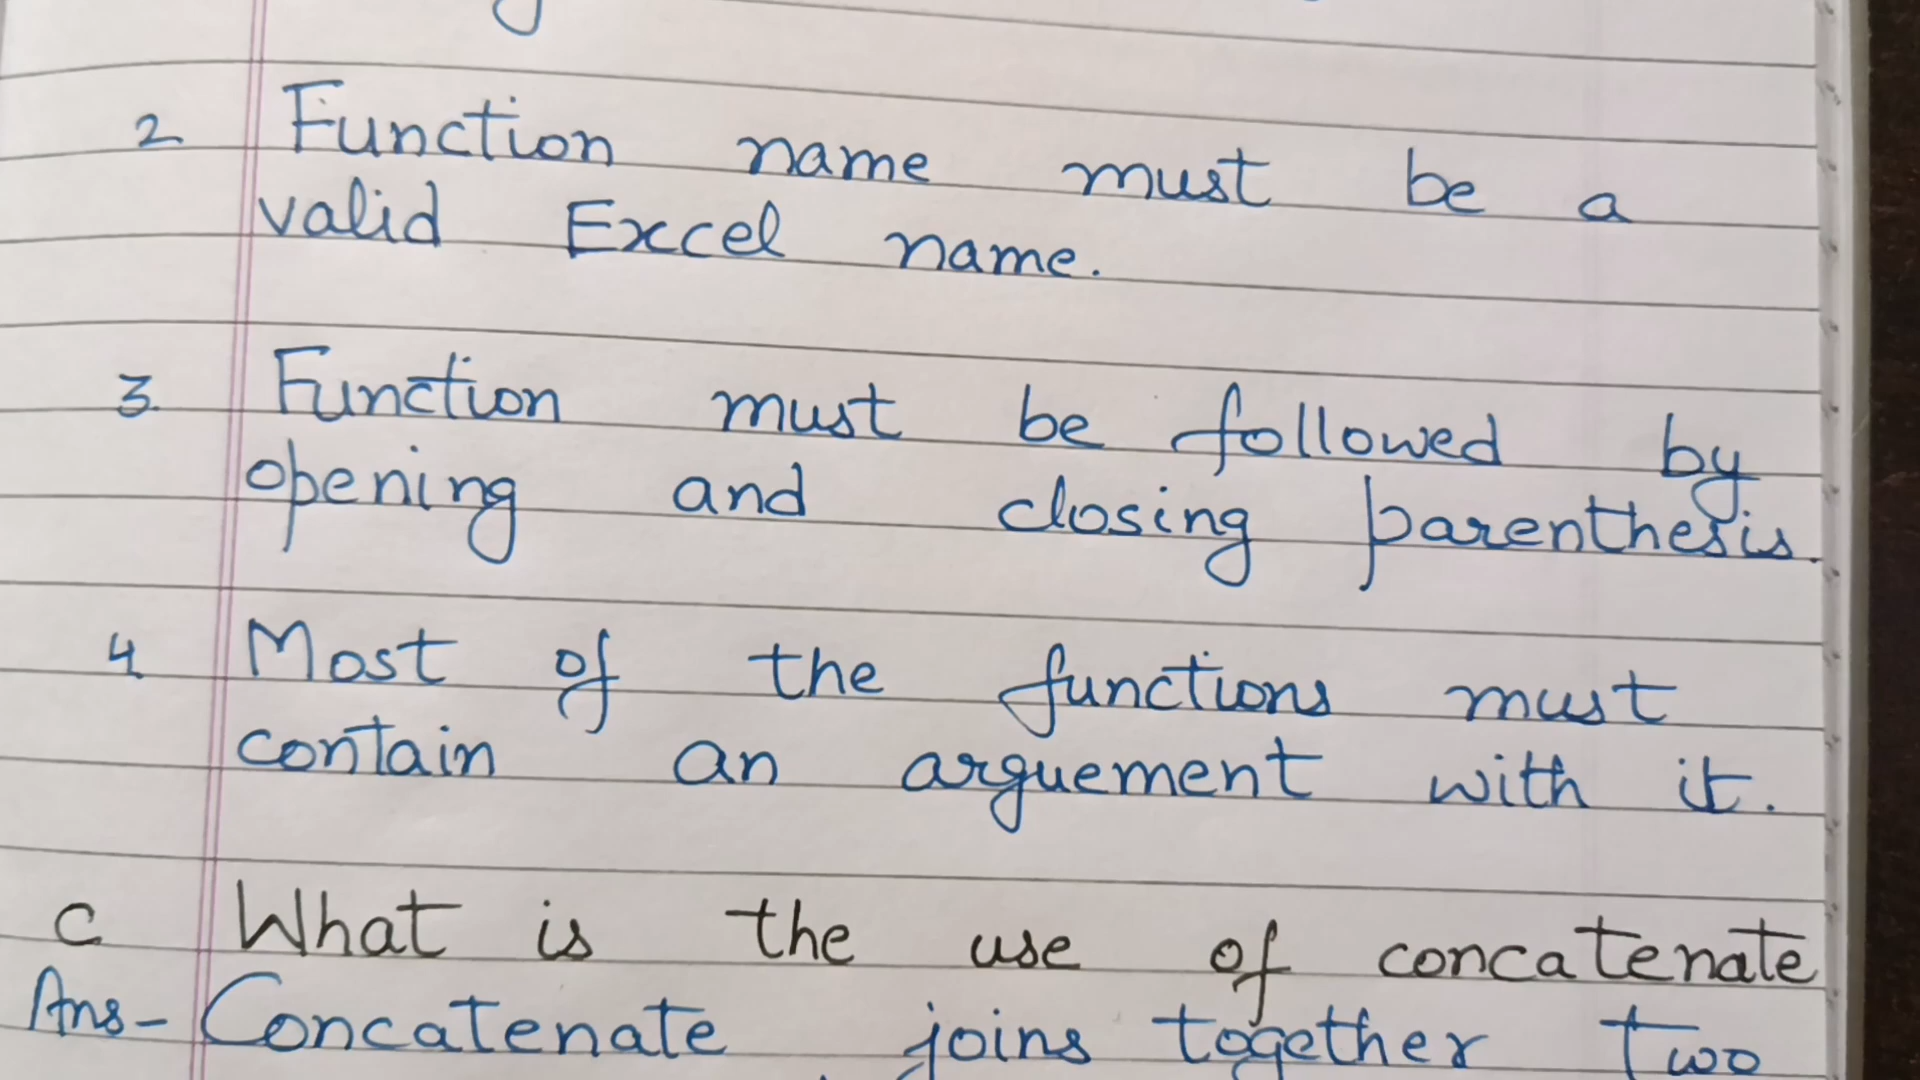 2 Function name must be a
valid Excel name.
3. Function must be followed by
opening and closing parenthesis.
4 Most of the functions must
contain an arguement with it.
C What is the use of concatenate
Ans- Concatenate joins together two